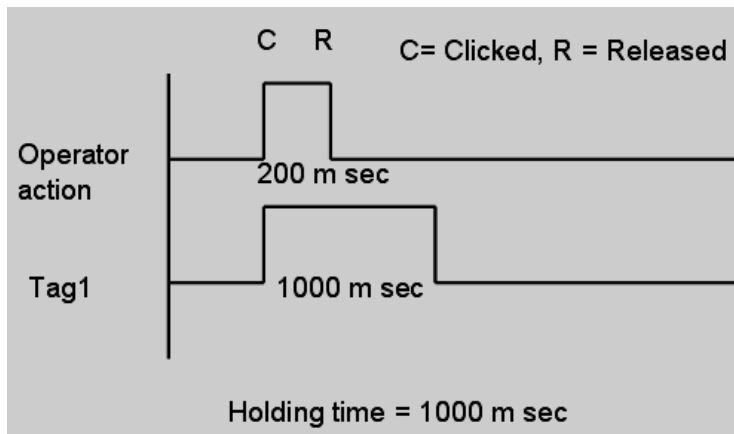 C R C= Clicked, R = Released
Operator
action
200 m sec
Tag1
1000 m sec
Holding time = 1000 m sec